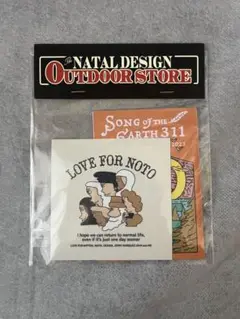 The
NATAL DESIGN
OUTDOOR STORE
SONG OF THE
EARTH 311
LOVE FOR NOTO
I hope we can return to normal life,
even if it's just one day sooner